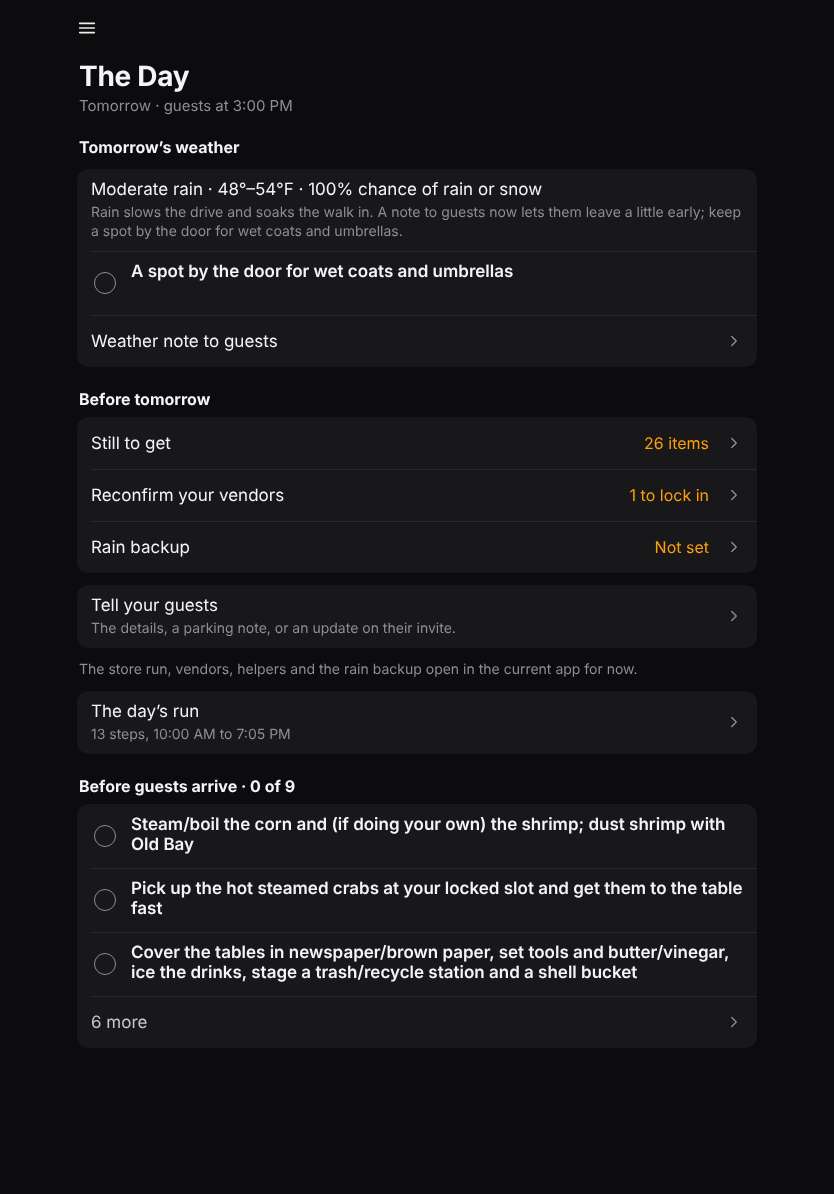 The Day
Tomorrow · guests at 3:00 PM
Tomorrow’s weather
Moderate rain · 48°–54°F · 100% chance of rain or snow
Rain slows the drive and soaks the walk in. A note to guests now lets them leave a little early; keep
a spot by the door for wet coats and umbrellas.
A spot by the door for wet coats and umbrellas
Weather note to guests
Before tomorrow
Still to get
26 items
Reconfirm your vendors
1 to lock in
Rain backup
Not set
Tell your guests
The details, a parking note, or an update on their invite.
The store run, vendors, helpers and the rain backup open in the current app for now.
The day’s run
13 steps, 10:00 AM to 7:05 PM
Before guests arrive · 0 of 9
Steam/boil the corn and (if doing your own) the shrimp; dust shrimp with
Old Bay
Pick up the hot steamed crabs at your locked slot and get them to the table
fast
Cover the tables in newspaper/brown paper, set tools and butter/vinegar,
ice the drinks, stage a trash/recycle station and a shell bucket
6 more